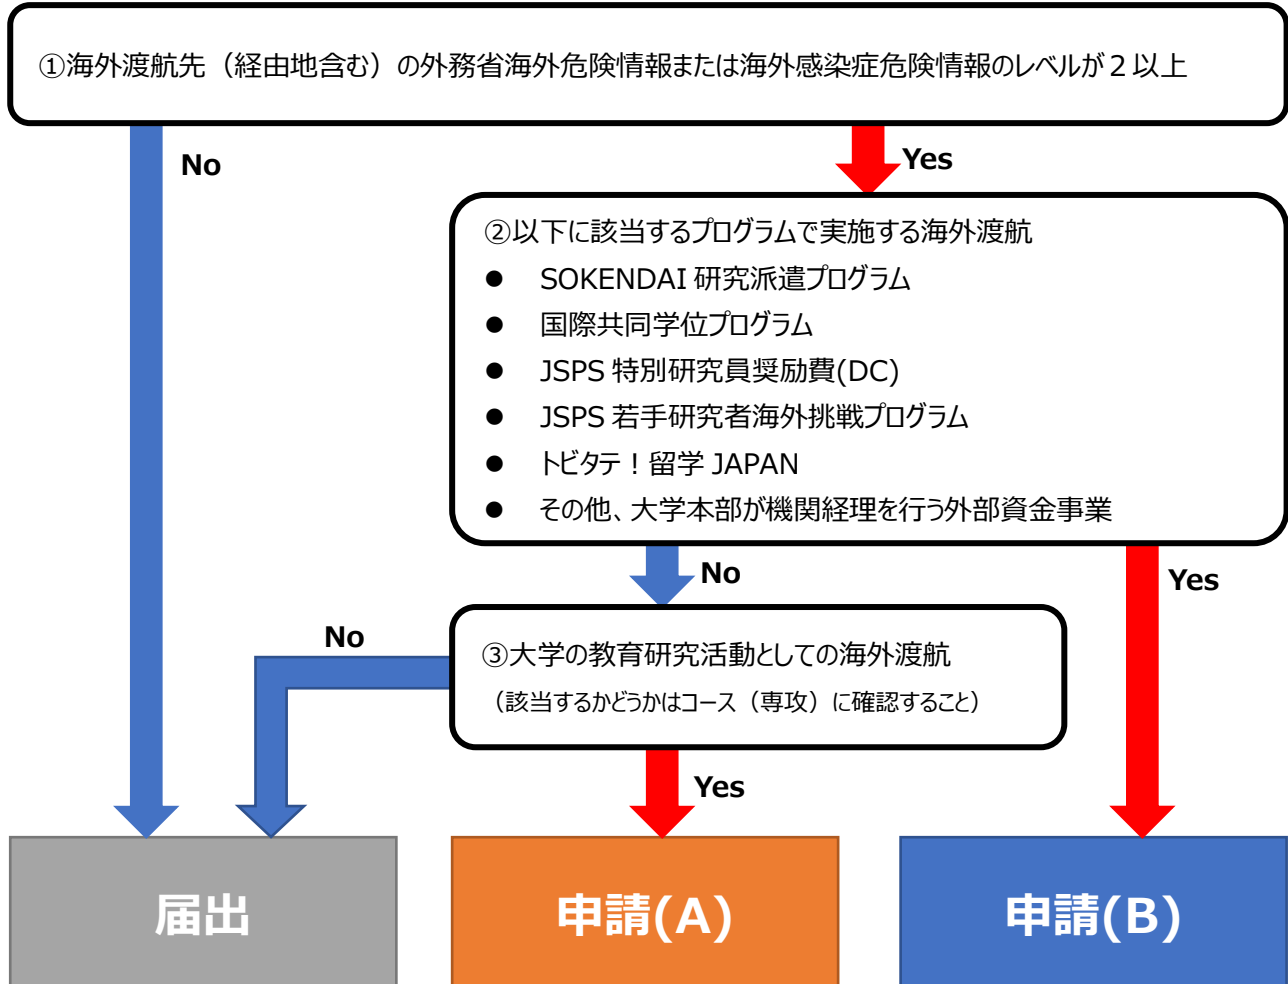 ①海外渡航先（経由地含む）の外務省海外危険情報または海外感染症危険情報のレベルが２以上
No
Yes
②以下に該当するプログラムで実施する海外渡航
● SOKENDAI 研究派遣プログラム
● 国際共同学位プログラム
● JSPS 特別研究員奨励費(DC)
● JSPS 若手研究者海外挑戦プログラム
● トビタテ！留学 JAPAN
● その他、大学本部が機関経理を行う外部資金事業
No
Yes
No
③大学の教育研究活動としての海外渡航
（該当するかどうかはコース（専攻）に確認すること）
Yes
届出
申請(A)
申請(B)